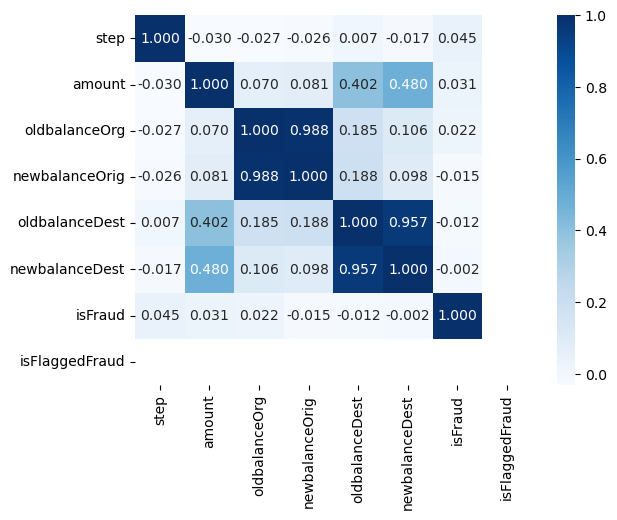 step 1.000 -0.030 -0.027 -0.026 0.007 -0.017 0.045
amount -0.030 1.000 0.070 0.081 0.402 0.480 0.031
oldbalanceOrg -0.027 0.070 1.000 0.988 0.185 0.106 0.022
newbalanceOrig -0.026 0.081 0.988 1.000 0.188 0.098 -0.015
oldbalanceDest 0.007 0.402 0.185 0.188 1.000 0.957 -0.012
newbalanceDest -0.017 0.480 0.106 0.098 0.957 1.000 -0.002
isFraud 0.045 0.031 0.022 -0.015 -0.012 -0.002 1.000
isFlaggedFraud
step
amount
oldbalanceOrg
newbalanceOrig
oldbalanceDest
newbalanceDest
isFraud
isFlaggedFraud
1.0
0.8
0.6
0.4
0.2
0.0